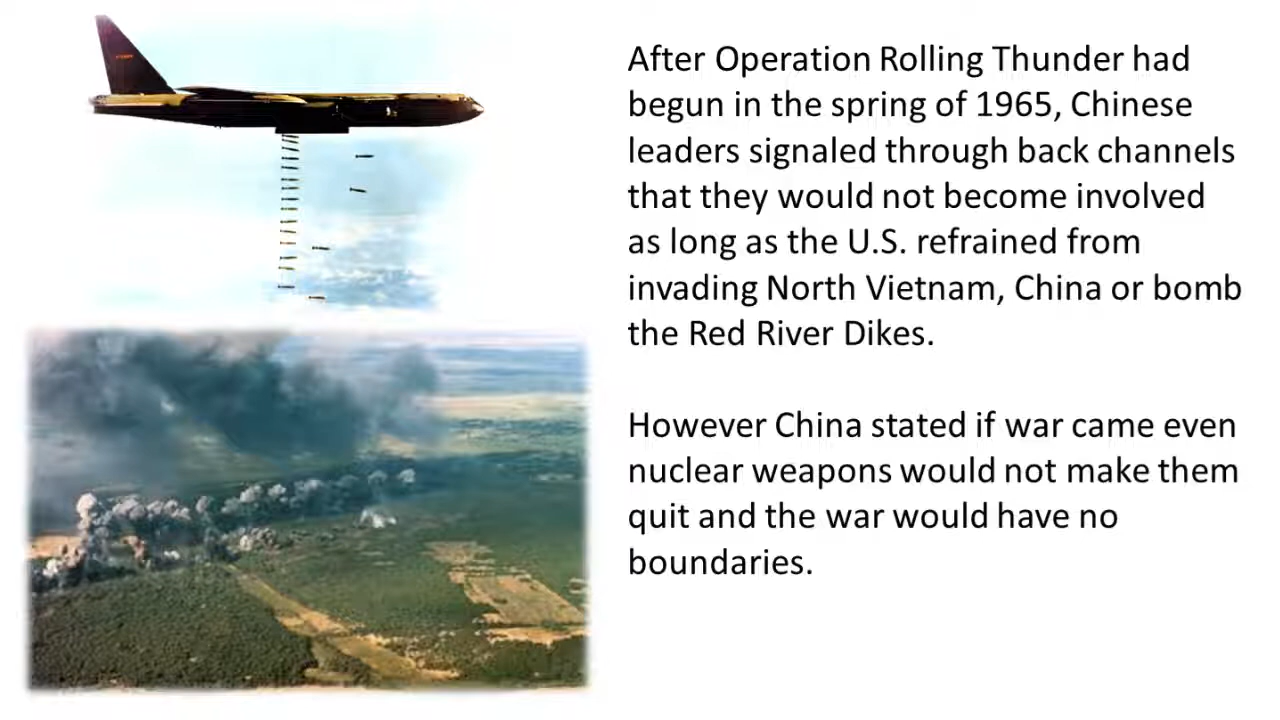 After Operation Rolling Thunder had
begun in the spring of 1965, Chinese
leaders signaled through back channels
that they would not become involved
as long as the U.S. refrained from
invading North Vietnam, China or bomb
the Red River Dikes.
However China stated if war came even
nuclear weapons would not make them
quit and the war would have no
boundaries.